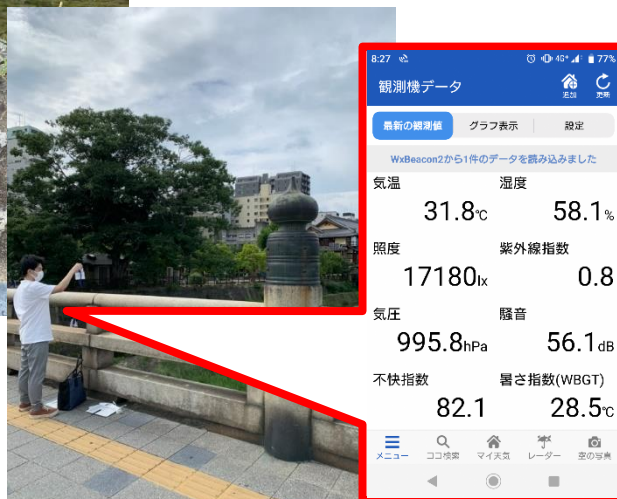 8:27 4G+ 77%
観測機データ 追加 更新
最新の観測値 グラフ表示 設定
WxBeacon2から1件のデータを読み込みました
気温 湿度
31.8℃ 58.1%
照度 紫外線指数
17180lx 0.8
気圧 騒音
995.8hPa 56.1dB
不快指数 暑さ指数(WBGT)
82.1 28.5℃
メニュー ココ検索 マイ天気 レーダー 空の写真